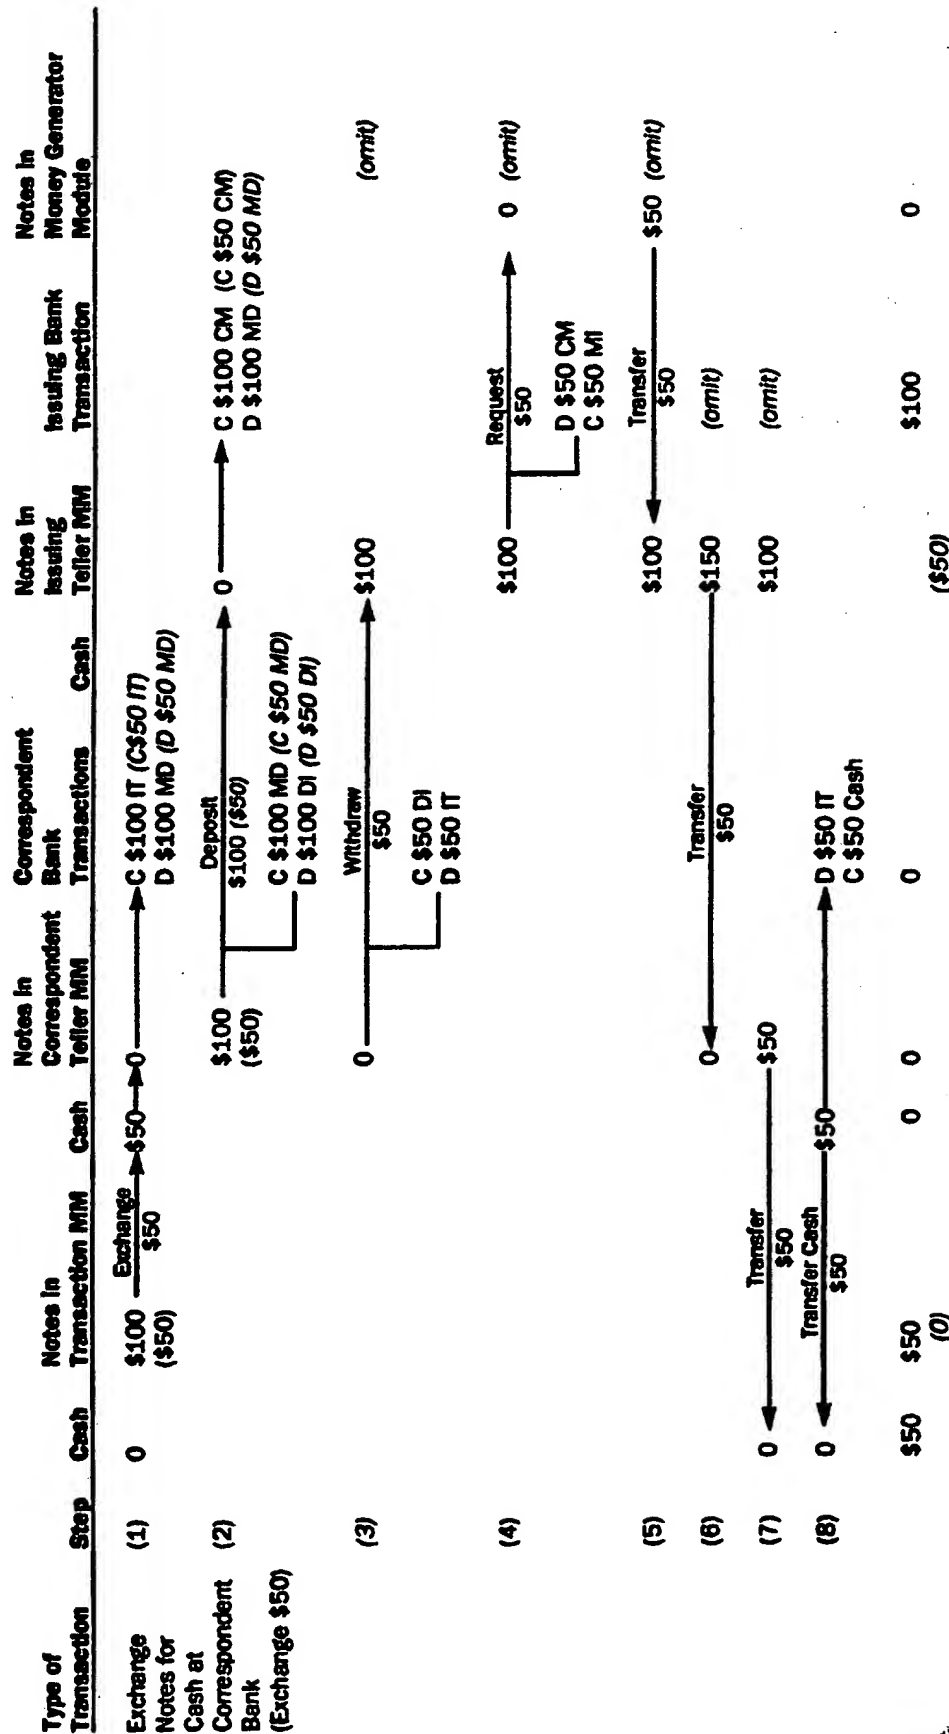 Type of Transaction
Step
Cash
Notes in Transaction MM
Cash
Notes in Correspondent Teller MM
Correspondent Bank Transactions
Cash
Notes in Issuing Teller MM
Issuing Bank Transaction
Notes in Money Generator Module
Exchange
Notes for
Cash at
Correspondent
Bank
(Exchange $50)
(1)
0
$100
($50)
Exchange
$50
$50
0
C $100 IT (C$50 IT)
D $100 MD (D $50 MD)
(2)
$100
($50)
Deposit
$100 ($50)
C $100 MD (C $50 MD)
D $100 DI (D $50 DI)
0
C $100 CM (C $50 CM)
D $100 MD (D $50 MD)
(3)
0
Withdraw
$50
C $50 DI
D $50 IT
$100
(omit)
(4)
$100
Request
$50
D $50 CM
C $50 MI
0 (omit)
(5)
$100
Transfer
$50
$50 (omit)
(6)
0
Transfer
$50
$150
(omit)
(7)
0
Transfer
$50
$50
$100
(omit)
(8)
0
Transfer Cash
$50
$50
D $50 IT
C $50 Cash
$50
$50
(0)
0
0
0
($50)
$100
0